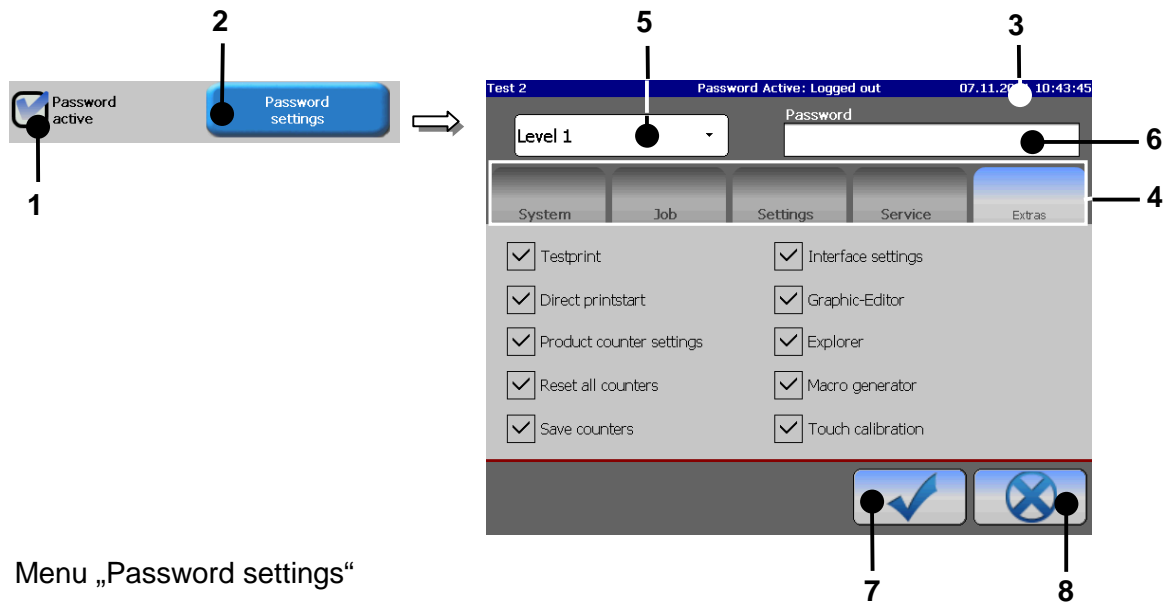 2 5 3
Password active
Password settings
Test 2 Password Active: Logged out 07.11.20 10:43:45
Level 1
Password
6
4
1
System Job Settings Service Extras
Testprint Interface settings
Direct printstart Graphic-Editor
Product counter settings Explorer
Reset all counters Macro generator
Save counters Touch calibration
Menu „Password settings“
7 8